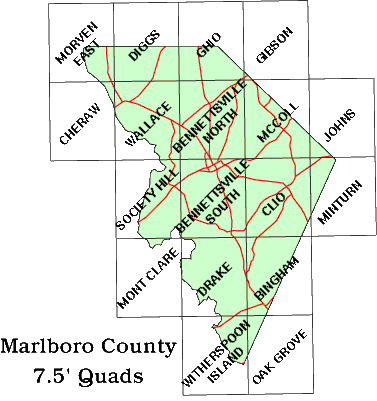 MORVEN
EAST
DIGGS
GHIO
GIBSON
CHERAW
WALLACE
BENNETTSVILLE
NORTH
MCCOLL
JOHNS
SOCIETY HILL
BENNETTSVILLE
SOUTH
CLIO
MINTURN
MONT CLARE
DRAKE
BINGHAM
WITHERSPOON
ISLAND
OAK GROVE
Marlboro County
7.5' Quads